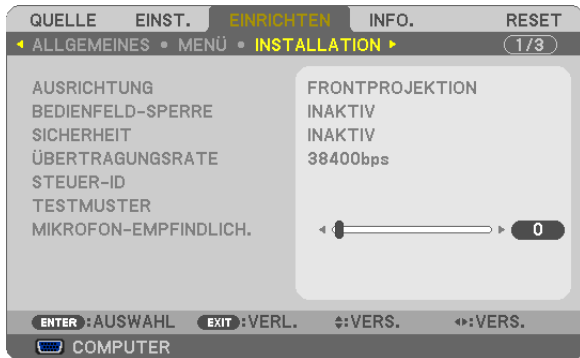 QUELLE EINST. EINRICHTEN INFO. RESET
ALLGEMEINES • MENÜ • INSTALLATION 1/3
AUSRICHTUNG FRONTPROJEKTION
BEDIENFELD-SPERRE INAKTIV
SICHERHEIT INAKTIV
ÜBERTRAGUNGSRATE 38400bps
STEUER-ID
TESTMUSTER
MIKROFON-EMPFINDLICH. 0
ENTER :AUSWAHL EXIT :VERL. :VERS. :VERS.
COMPUTER